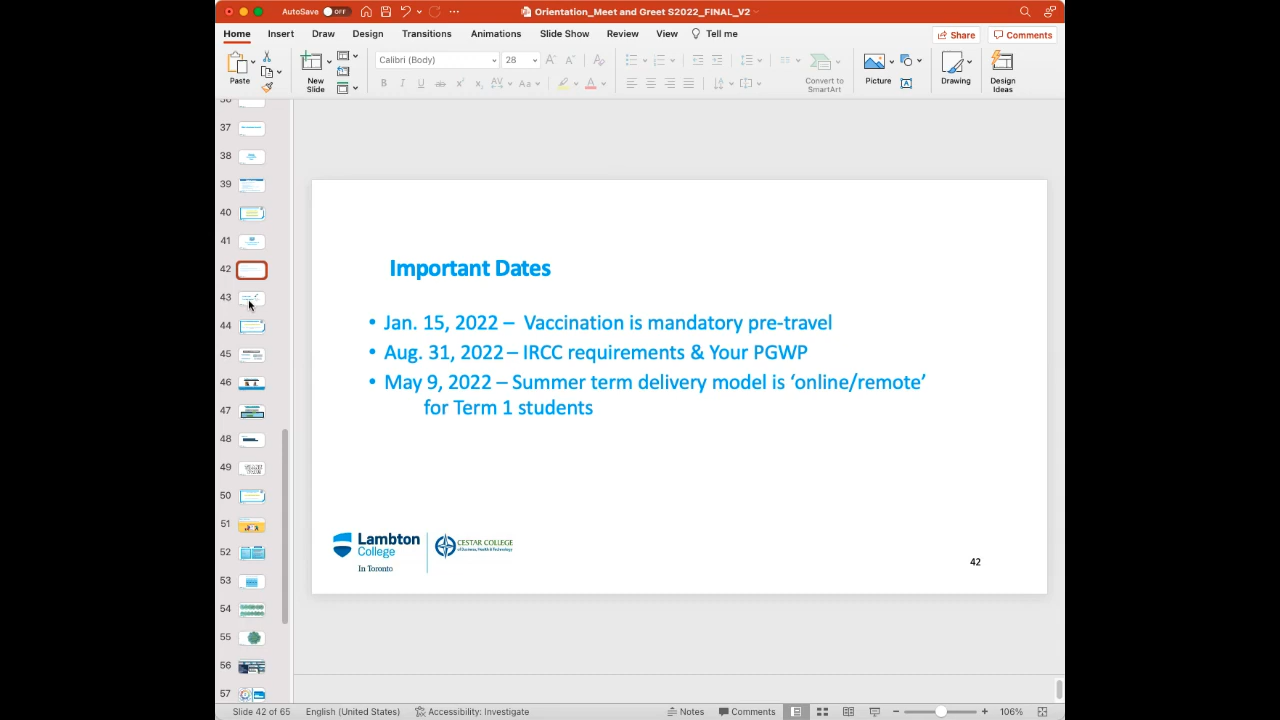 AutoSave OFF
Orientation_Meet and Greet S2022_FINAL_V2
Home Insert Draw Design Transitions Animations Slide Show Review View Tell me Share Comments
Paste
New
Slide
Calibri (Body) 28
Convert to
SmartArt
Picture
Drawing
Design
Ideas
37
38
39
40
41
42
43
44
45
46
47
48
49
50
51
52
53
54
55
56
57
Important Dates
• Jan. 15, 2022 – Vaccination is mandatory pre-travel
• Aug. 31, 2022 – IRCC requirements & Your PGWP
• May 9, 2022 – Summer term delivery model is ‘online/remote’
for Term 1 students
Lambton
College
In Toronto
CESTAR COLLEGE
of Business, Health & Technology
42
Slide 42 of 65 English (United States) Accessibility: Investigate Notes Comments 106%